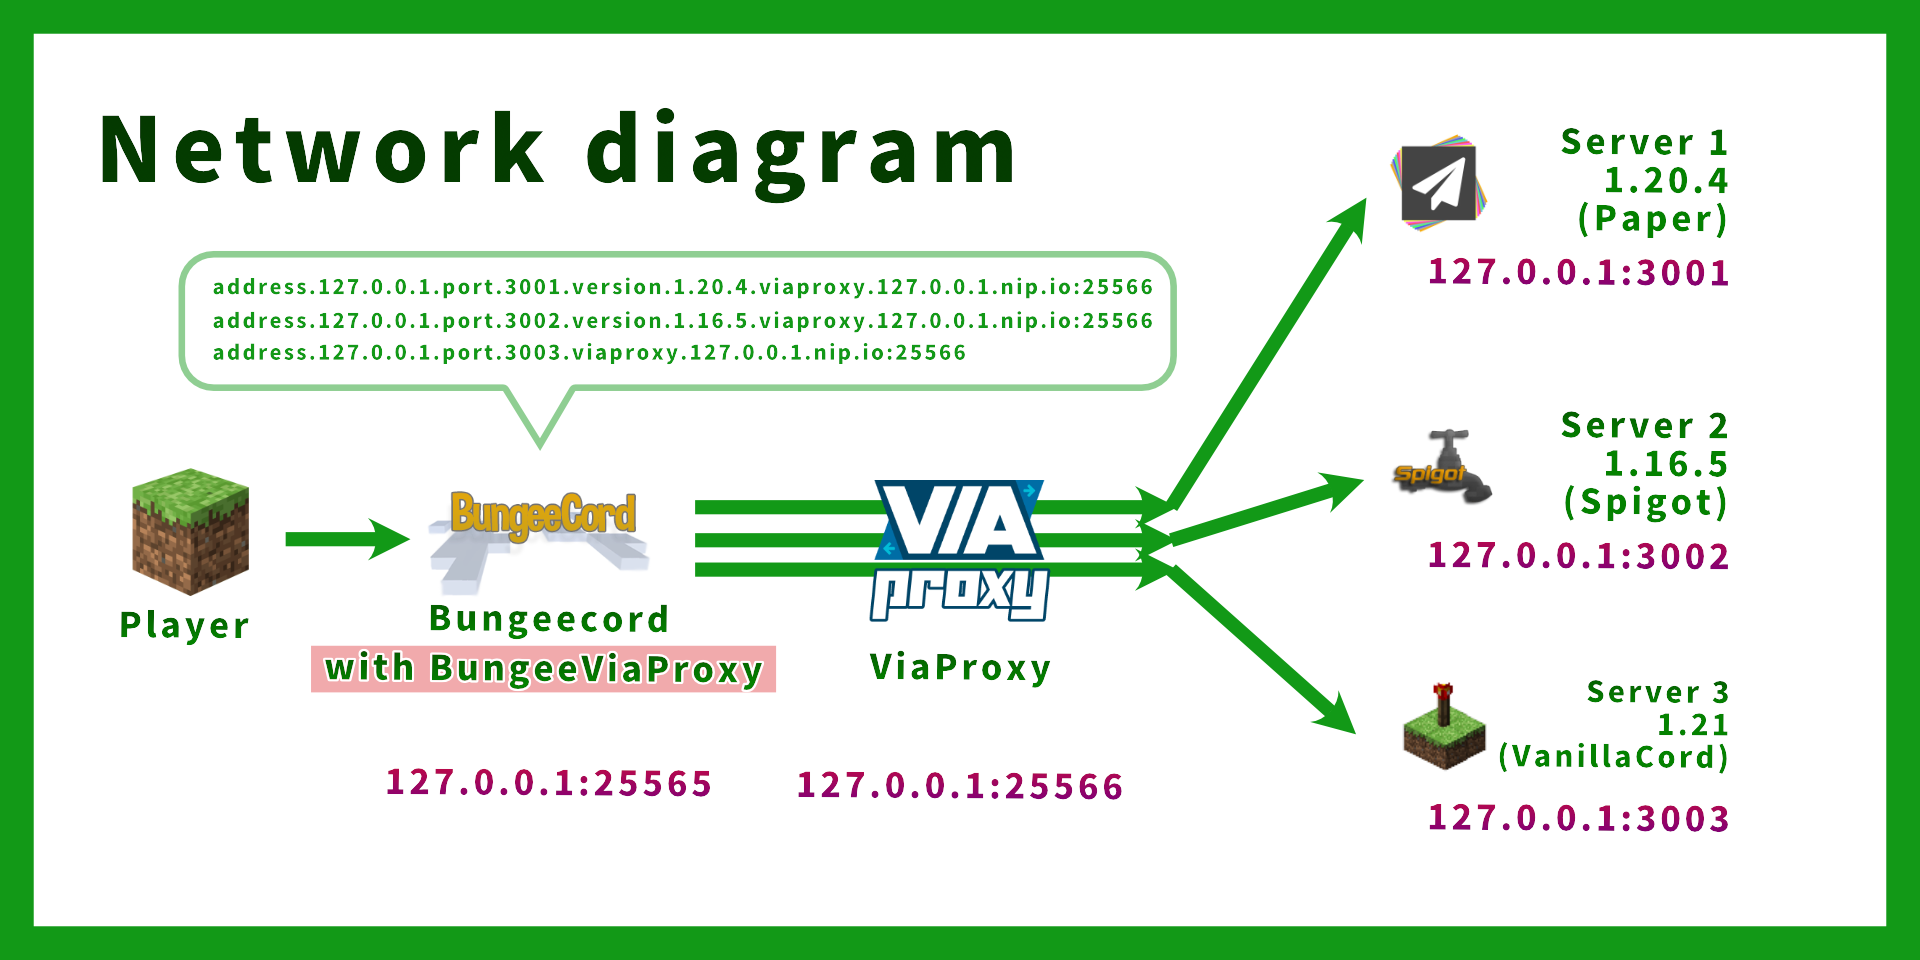 Network diagram
address.127.0.0.1.port.3001.version.1.20.4.viaproxy.127.0.0.1.nip.io:25566
address.127.0.0.1.port.3002.version.1.16.5.viaproxy.127.0.0.1.nip.io:25566
address.127.0.0.1.port.3003.viaproxy.127.0.0.1.nip.io:25566
Player
BungeeCord
Bungeecord
with BungeeViaProxy
127.0.0.1:25565
VIA
proxy
ViaProxy
127.0.0.1:25566
Server 1
1.20.4
(Paper)
127.0.0.1:3001
Spigot
Server 2
1.16.5
(Spigot)
127.0.0.1:3002
Server 3
1.21
(VanillaCord)
127.0.0.1:3003